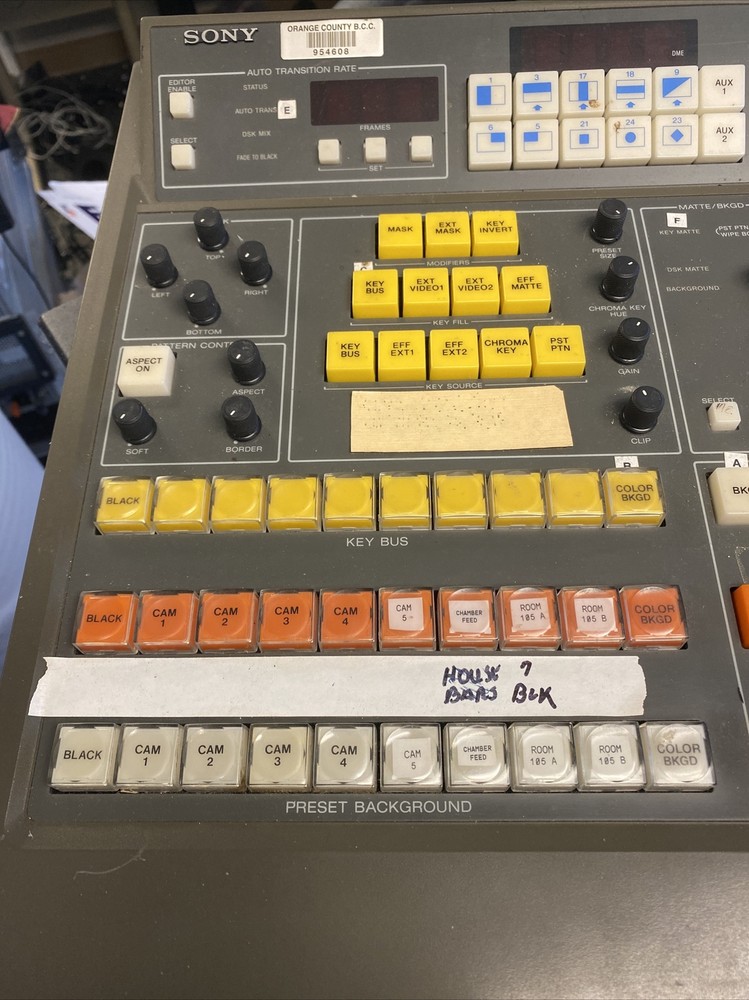 SONY
ORANGE COUNTY B.C.C.
954608
DME
AUTO TRANSITION RATE
EDITOR
ENABLE
STATUS
AUTO TRANS E
DSK MIX
SELECT
FADE TO BLACK
FRAMES
SET
1 3 17 18 9 AUX 1
6 5 21 24 23 AUX 2
TOP
LEFT
RIGHT
BOTTOM
MASK
EXT
MASK
KEY
INVERT
MODIFIERS
KEY
BUS
EXT
VIDEO1
EXT
VIDEO2
EFF
MATTE
KEY FILL
KEY
BUS
EFF
EXT1
EFF
EXT2
CHROMA
KEY
PST
PTN
KEY SOURCE
PRESET
SIZE
CHROMA KEY
HUE
GAIN
CLIP
MATTE/BKGD
F
KEY MATTE
PST PTN
DSK MATTE
BACKGROUND
SELECT
ASPECT
ON
ASPECT
SOFT
BORDER
B
A
BLACK
COLOR
BKGD
KEY BUS
BLACK
CAM
1
CAM
2
CAM
3
CAM
4
CAM
5
CHAMBER
FEED
ROOM
105 A
ROOM
105 B
COLOR
BKGD
HOUSE ?
BARS BLK
BLACK
CAM
1
CAM
2
CAM
3
CAM
4
CAM
5
CHAMBER
FEED
ROOM
105 A
ROOM
105 B
COLOR
BKGD
PRESET BACKGROUND